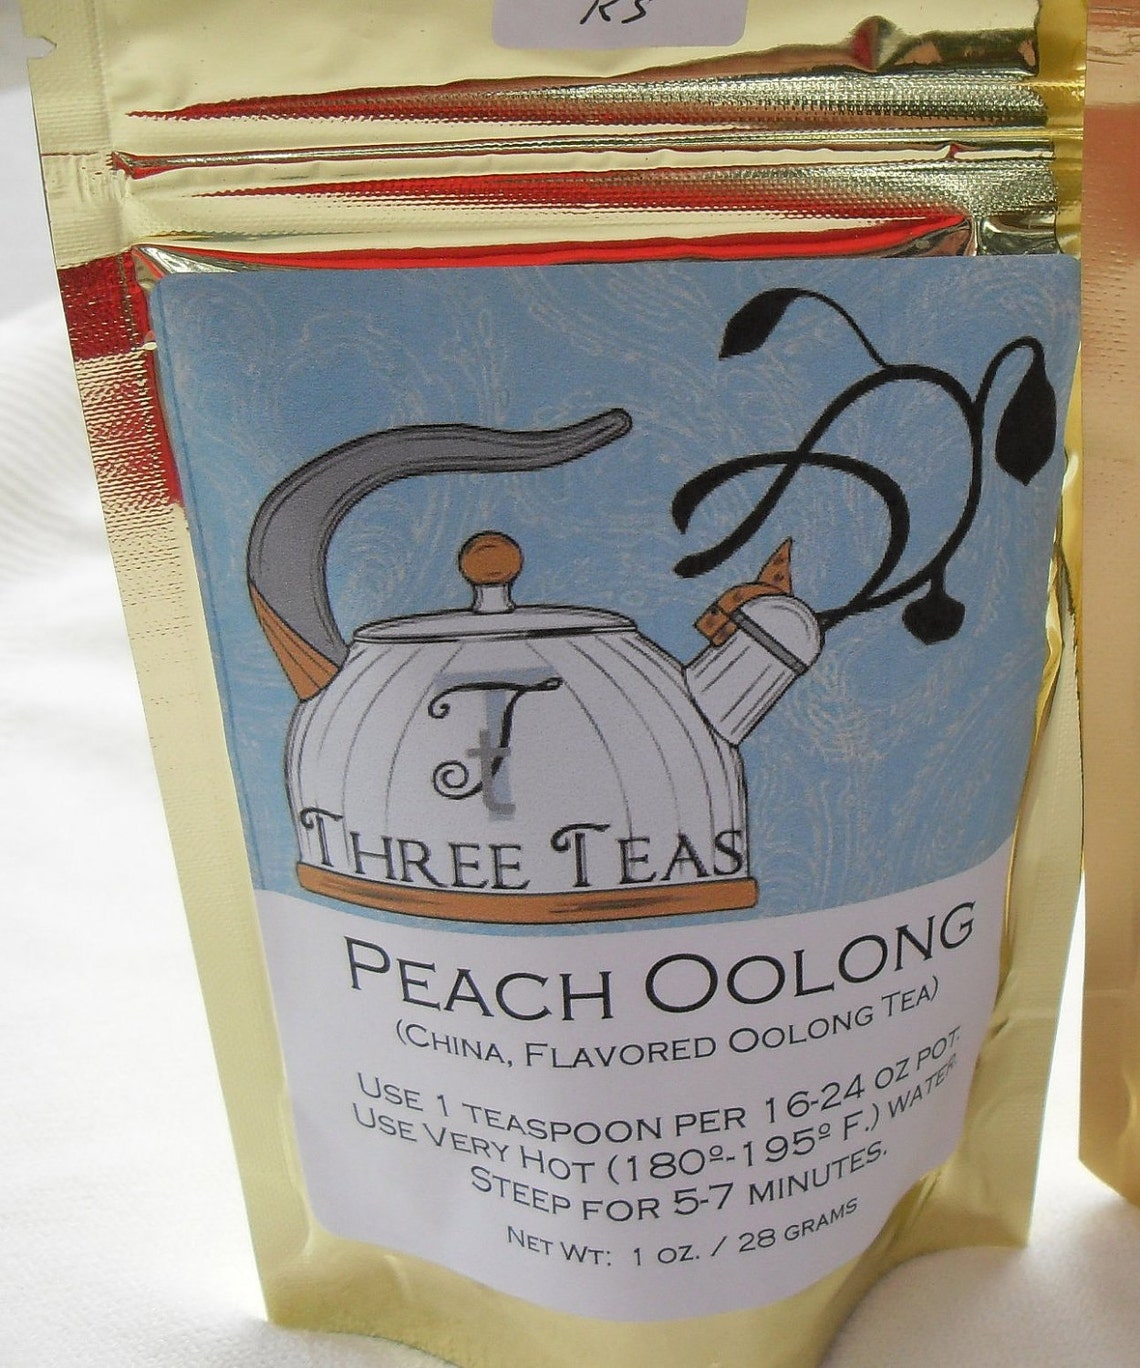 RS
T
t
THREE TEAS
PEACH OOLONG
(CHINA, FLAVORED OOLONG TEA)
USE 1 TEASPOON PER 16-24 OZ POT.
USE VERY HOT (180º-195º F.) WATER.
STEEP FOR 5-7 MINUTES.
NET WT: 1 OZ. / 28 GRAMS